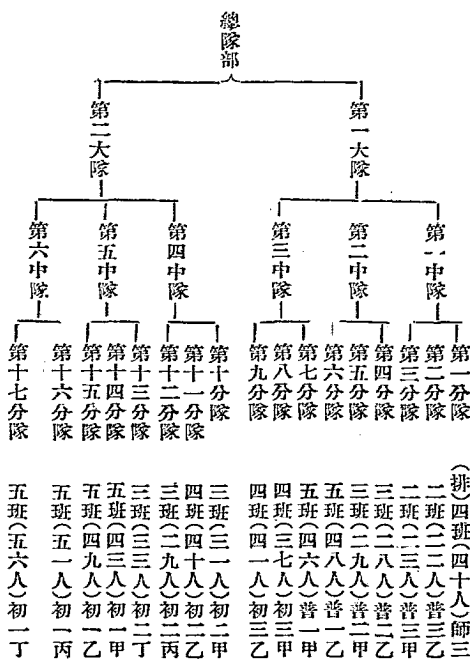 總隊部
第一大隊
第二大隊
第一中隊
第二中隊
第三中隊
第四中隊
第五中隊
第六中隊
第一分隊 (排)四班(四十人)師三
第二分隊 二班(二二人)普三乙
第三分隊 二班(二三人)普三甲
第四分隊 三班(二八人)普二乙
第五分隊 三班(二九人)普二甲
第六分隊 五班(四八人)普一乙
第七分隊 五班(四六人)普一甲
第八分隊 四班(三七人)初三甲
第九分隊 四班(四一人)初三乙
第十分隊 三班(三一人)初二甲
第十一分隊 四班(四十人)初二乙
第十二分隊 三班(二九人)初二丙
第十三分隊 三班(三三人)初二丁
第十四分隊 五班(四三人)初一甲
第十五分隊 五班(四九人)初一乙
第十六分隊 五班(五一人)初一丙
第十七分隊 五班(五六人)初一丁